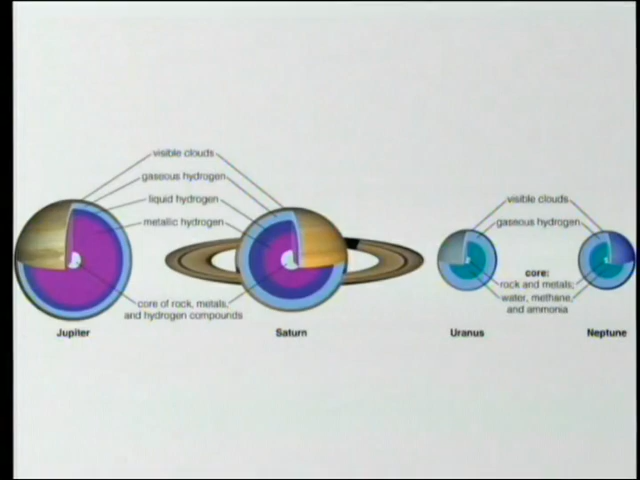 visible clouds
gaseous hydrogen
liquid hydrogen
metallic hydrogen
core of rock, metals,
and hydrogen compounds
Jupiter
Saturn
visible clouds
gaseous hydrogen
core:
rock and metals;
water, methane,
and ammonia
Uranus
Neptune